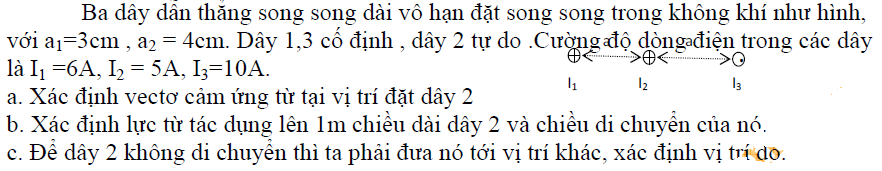 Ba dây dẫn thẳng song song dài vô hạn đặt song song trong không khí như hình,
với a₁=3cm , a₂ = 4cm. Dây 1,3 cố định , dây 2 tự do .Cường độ dòng điện trong các dây
a a
là I₁ =6A, I₂ = 5A, I₃=10A.
I₁ I₂ I₃
a. Xác định vectơ cảm ứng từ tại vị trí đặt dây 2
b. Xác định lực từ tác dụng lên 1m chiều dài dây 2 và chiều di chuyển của nó.
c. Để dây 2 không di chuyển thì ta phải đưa nó tới vị trí khác, xác định vị trí do.